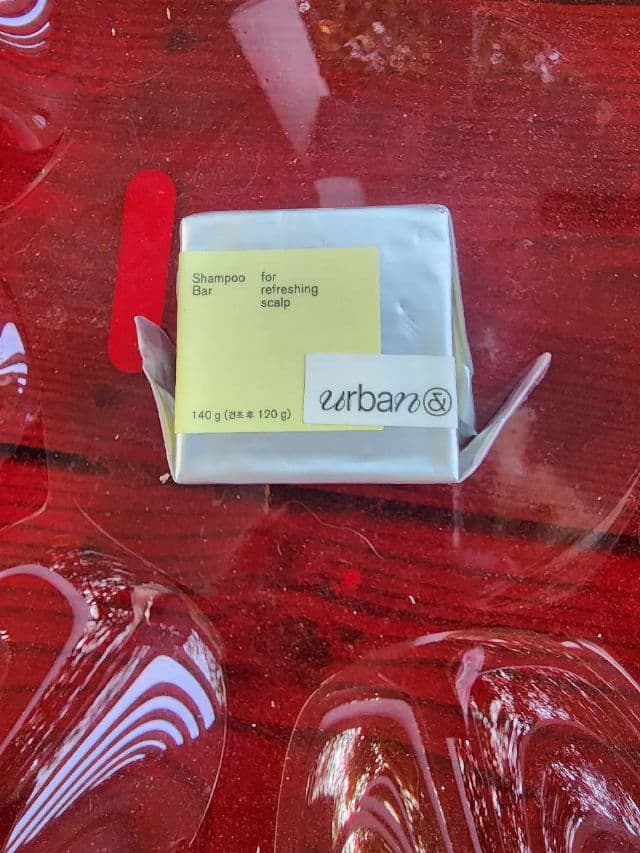 Shampoo Bar
for refreshing scalp
140 g (건조 후 120 g)
urban&